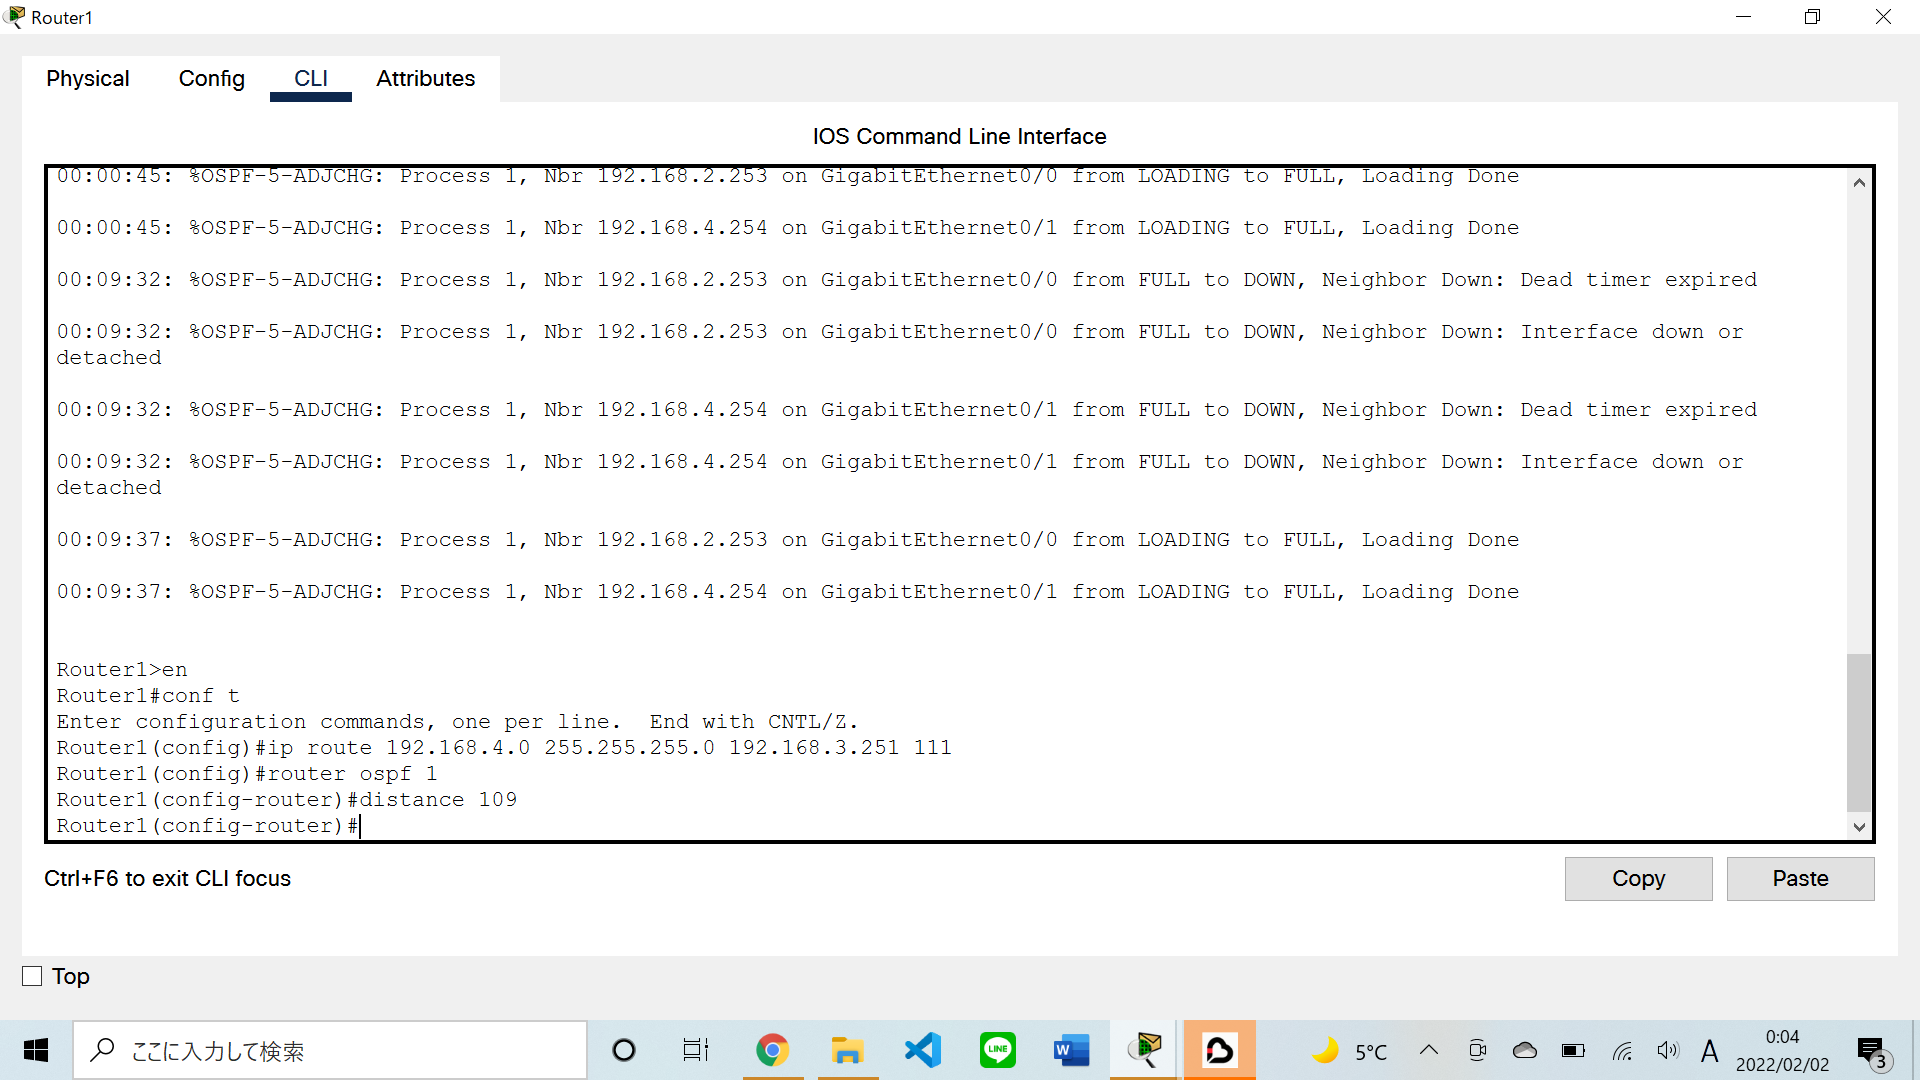 Router1
Physical Config CLI Attributes
IOS Command Line Interface
00:00:45: %OSPF-5-ADJCHG: Process 1, Nbr 192.168.2.253 on GigabitEthernet0/0 from LOADING to FULL, Loading Done
00:00:45: %OSPF-5-ADJCHG: Process 1, Nbr 192.168.4.254 on GigabitEthernet0/1 from LOADING to FULL, Loading Done
00:09:32: %OSPF-5-ADJCHG: Process 1, Nbr 192.168.2.253 on GigabitEthernet0/0 from FULL to DOWN, Neighbor Down: Dead timer expired
00:09:32: %OSPF-5-ADJCHG: Process 1, Nbr 192.168.2.253 on GigabitEthernet0/0 from FULL to DOWN, Neighbor Down: Interface down or
detached
00:09:32: %OSPF-5-ADJCHG: Process 1, Nbr 192.168.4.254 on GigabitEthernet0/1 from FULL to DOWN, Neighbor Down: Dead timer expired
00:09:32: %OSPF-5-ADJCHG: Process 1, Nbr 192.168.4.254 on GigabitEthernet0/1 from FULL to DOWN, Neighbor Down: Interface down or
detached
00:09:37: %OSPF-5-ADJCHG: Process 1, Nbr 192.168.2.253 on GigabitEthernet0/0 from LOADING to FULL, Loading Done
00:09:37: %OSPF-5-ADJCHG: Process 1, Nbr 192.168.4.254 on GigabitEthernet0/1 from LOADING to FULL, Loading Done
Router1>en
Router1#conf t
Enter configuration commands, one per line.  End with CNTL/Z.
Router1(config)#ip route 192.168.4.0 255.255.255.0 192.168.3.251 111
Router1(config)#router ospf 1
Router1(config-router)#distance 109
Router1(config-router)#
Ctrl+F6 to exit CLI focus
Copy Paste
Top
ここに入力して検索
LINE
W
5°C
A
0:04
2022/02/02
3